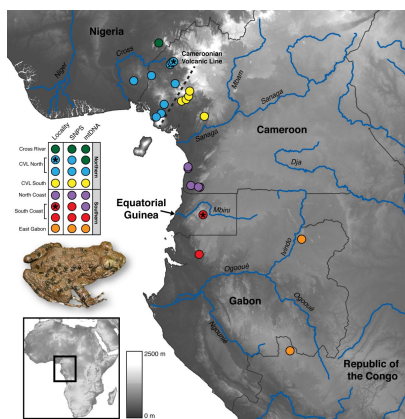 Nigeria
Cross
Cameroonian
Volcanic Line
Niger
Mbam
Sanaga
Sanaga
Cameroon
Locality
SNPS
mtDNA
Cross River
CVL North
CVL South
North Coast
South Coast
East Gabon
Northern
Southern
Dja
Equatorial
Guinea
Mbini
Ivindo
Ogooué
Gabon
Ogooué
Ngounié
2500 m
0 m
Republic of
the Congo